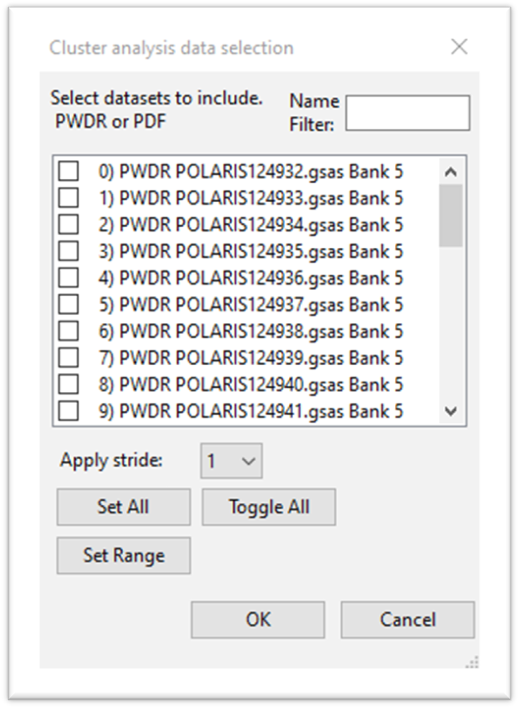 Cluster analysis data selection
Select datasets to include.
PWDR or PDF
Name
Filter:
0) PWDR POLARIS124932.gsas Bank 5
1) PWDR POLARIS124933.gsas Bank 5
2) PWDR POLARIS124934.gsas Bank 5
3) PWDR POLARIS124935.gsas Bank 5
4) PWDR POLARIS124936.gsas Bank 5
5) PWDR POLARIS124937.gsas Bank 5
6) PWDR POLARIS124938.gsas Bank 5
7) PWDR POLARIS124939.gsas Bank 5
8) PWDR POLARIS124940.gsas Bank 5
9) PWDR POLARIS124941.gsas Bank 5
Apply stride: 1
Set All Toggle All
Set Range
OK Cancel